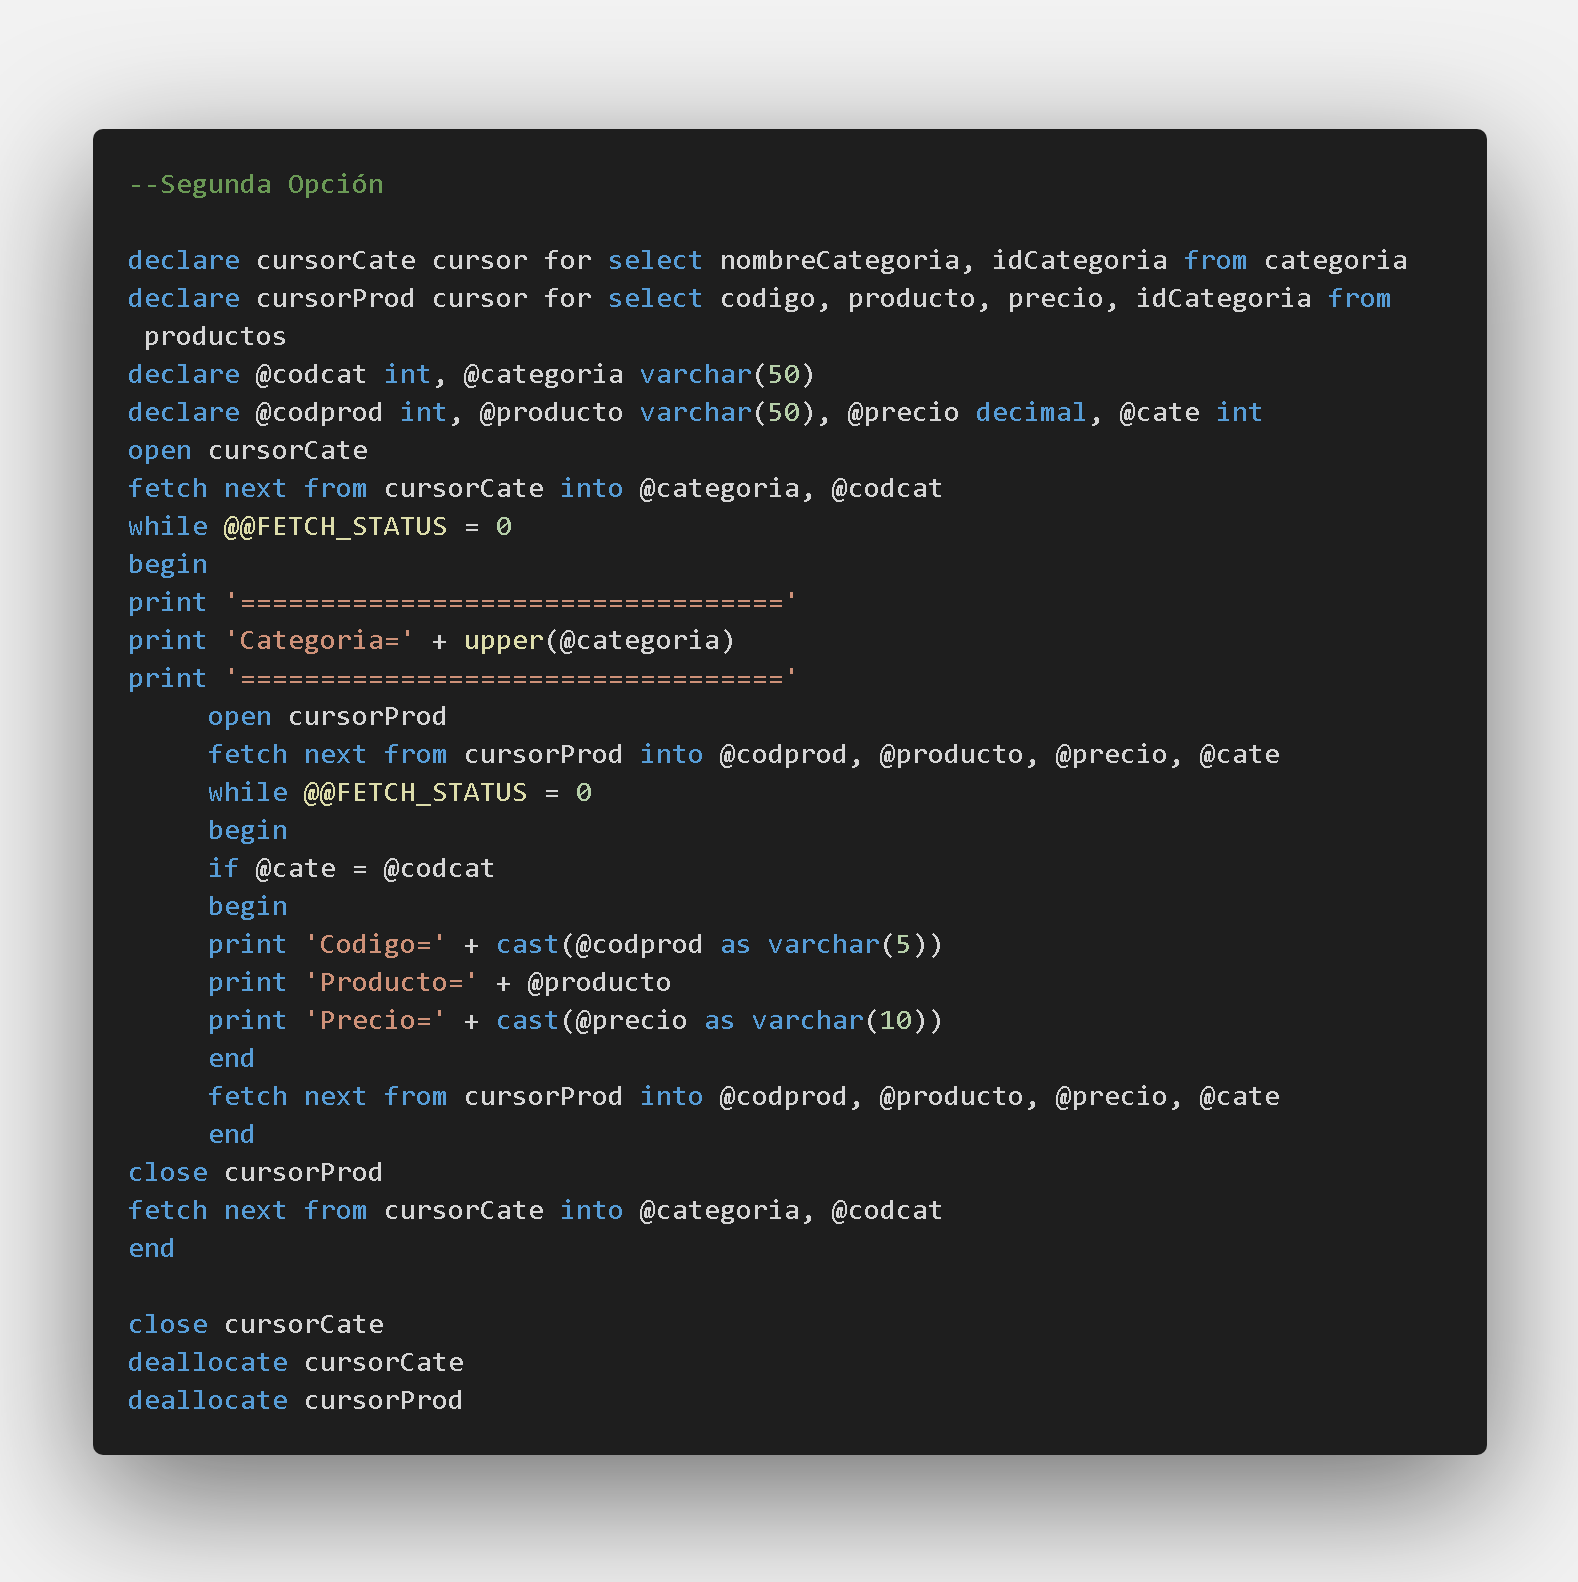 --Segunda Opción
declare cursorCate cursor for select nombreCategoria, idCategoria from categoria
declare cursorProd cursor for select codigo, producto, precio, idCategoria from
productos
declare @codcat int, @categoria varchar(50)
declare @codprod int, @producto varchar(50), @precio decimal, @cate int
open cursorCate
fetch next from cursorCate into @categoria, @codcat
while @@FETCH_STATUS = 0
begin
print '=================================='
print 'Categoria=' + upper(@categoria)
print '=================================='
open cursorProd
fetch next from cursorProd into @codprod, @producto, @precio, @cate
while @@FETCH_STATUS = 0
begin
if @cate = @codcat
begin
print 'Codigo=' + cast(@codprod as varchar(5))
print 'Producto=' + @producto
print 'Precio=' + cast(@precio as varchar(10))
end
fetch next from cursorProd into @codprod, @producto, @precio, @cate
end
close cursorProd
fetch next from cursorCate into @categoria, @codcat
end
close cursorCate
deallocate cursorCate
deallocate cursorProd